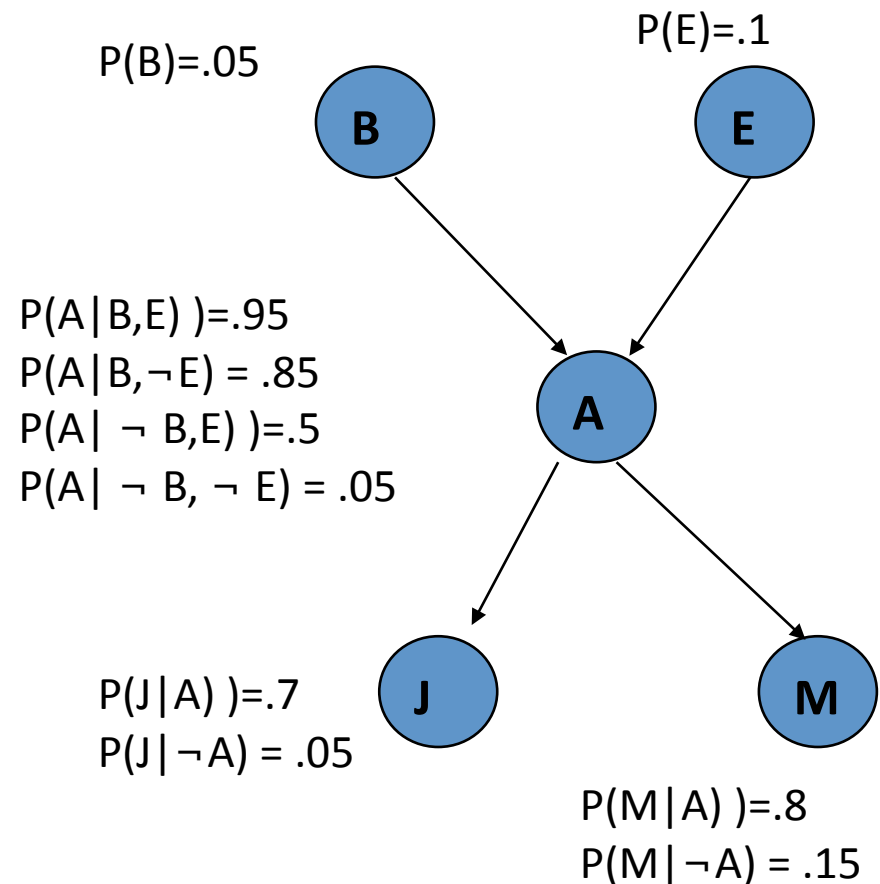 P(E)=.1
P(B)=.05
B
E
P(A|B,E) )=.95
P(A|B,¬E) = .85
P(A| ¬ B,E) )=.5
P(A| ¬ B, ¬ E) = .05
A
P(J|A) )=.7
P(J|¬A) = .05
J
M
P(M|A) )=.8
P(M|¬A) = .15